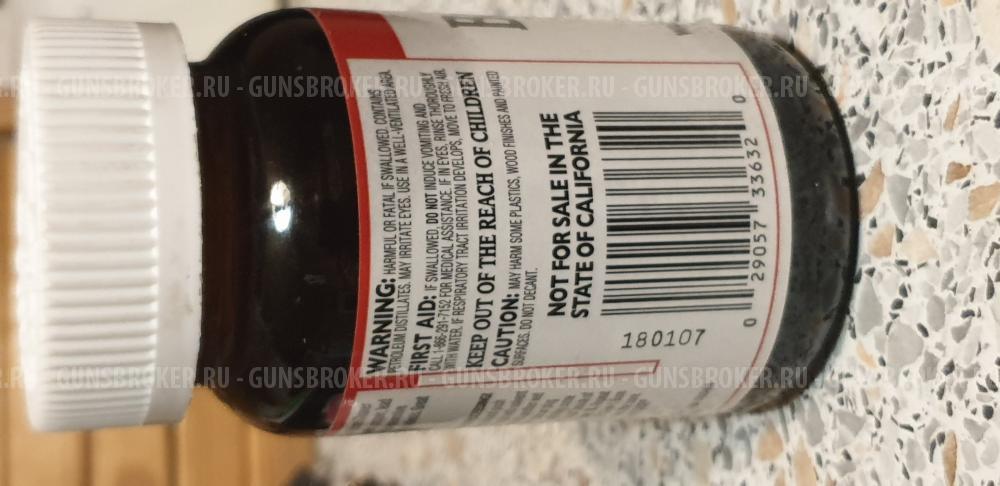 WARNING: HARMFUL OR FATAL IF SWALLOWED. CONTAINS
PETROLEUM DISTILLATES. MAY IRRITATE EYES. USE IN A WELL-VENTILATED AREA.
FIRST AID: IF SWALLOWED, DO NOT INDUCE VOMITING AND
CALL 1-866-291-7152 FOR MEDICAL ASSISTANCE. IF IN EYES, RINSE THOROUGHLY
WITH WATER. IF RESPIRATORY TRACT IRRITATION DEVELOPS, MOVE TO FRESH AIR.
KEEP OUT OF THE REACH OF CHILDREN
CAUTION: MAY HARM SOME PLASTICS, WOOD FINISHES AND PAINTED
SURFACES. DO NOT DECANT.
NOT FOR SALE IN THE
STATE OF CALIFORNIA
0 29057 33632 0
180107
GUNSBROKER.RU - GUNSBROKER.RU - GUNSBROKER.RU - GUNSBROKER.RU - GUNSBROKER.RU
GUNSBROKER.RU - GUNSBROKER.RU - GUNSBROKER.RU - GUNSBROKER.RU